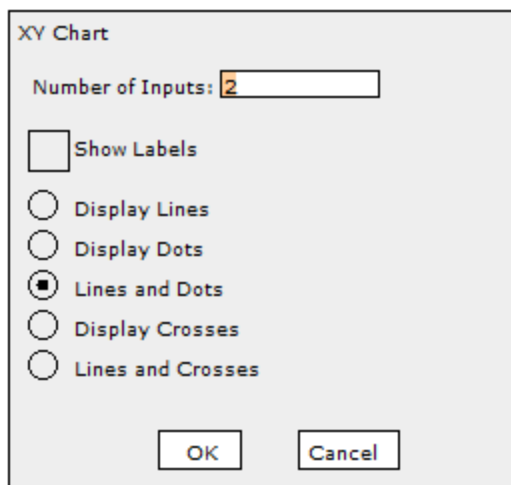 XY Chart
Number of Inputs: 2
Show Labels
Display Lines
Display Dots
Lines and Dots
Display Crosses
Lines and Crosses
OK Cancel